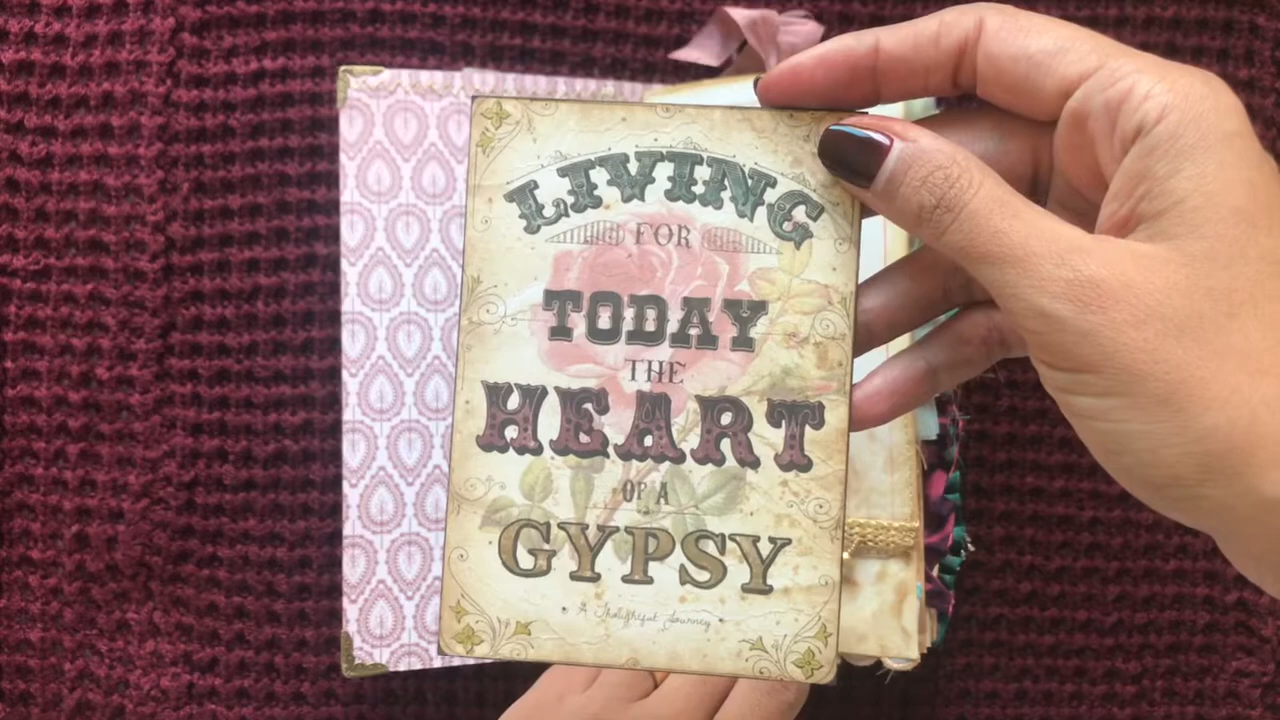 LIVING
FOR
TODAY
THE
HEART
OF A
GYPSY
A Thoughtful Journey